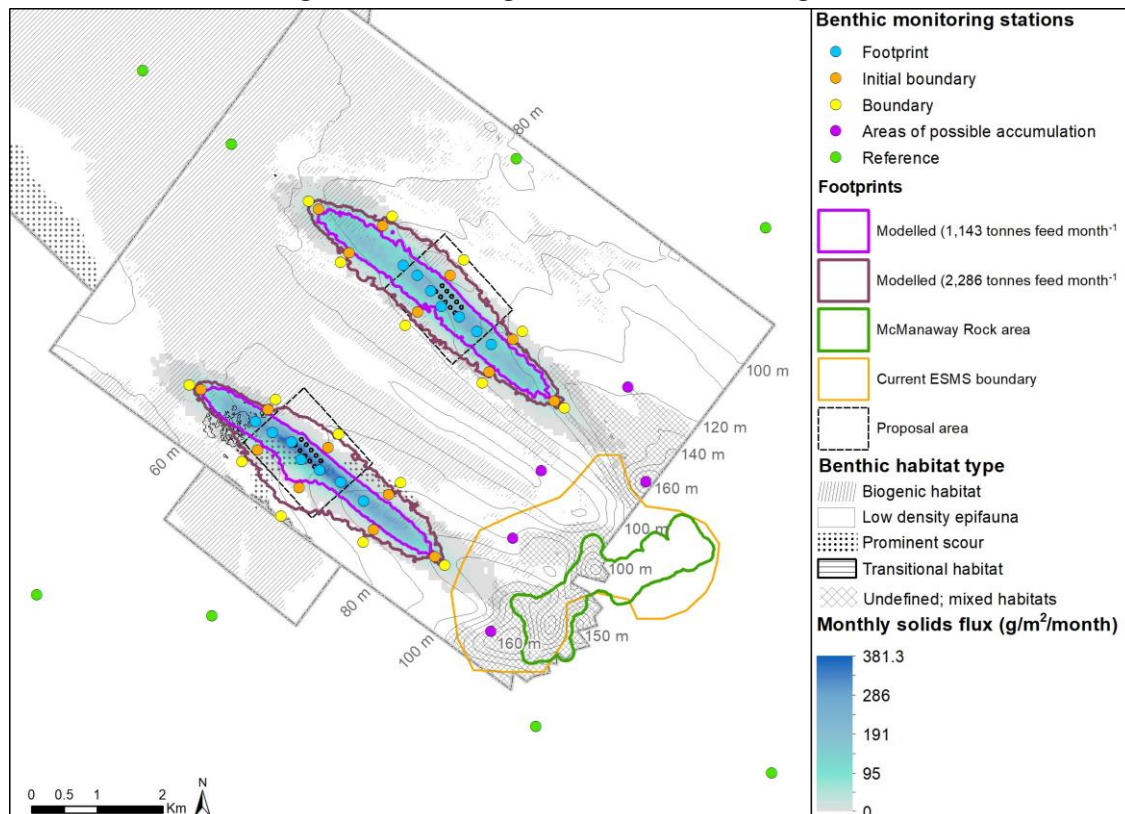 80 m
100 m
120 m
140 m
160 m
100 m
100 m
150 m
160 m
60 m
80 m
100 m
0 0.5 1 2
Km
N
Benthic monitoring stations
Footprint
Initial boundary
Boundary
Areas of possible accumulation
Reference
Footprints
Modelled (1,143 tonnes feed month-1
Modelled (2,286 tonnes feed month-1
McManaway Rock area
Current ESMS boundary
Proposal area
Benthic habitat type
Biogenic habitat
Low density epifauna
Prominent scour
Transitional habitat
Undefined; mixed habitats
Monthly solids flux (g/m²/month)
381.3
286
191
95
0